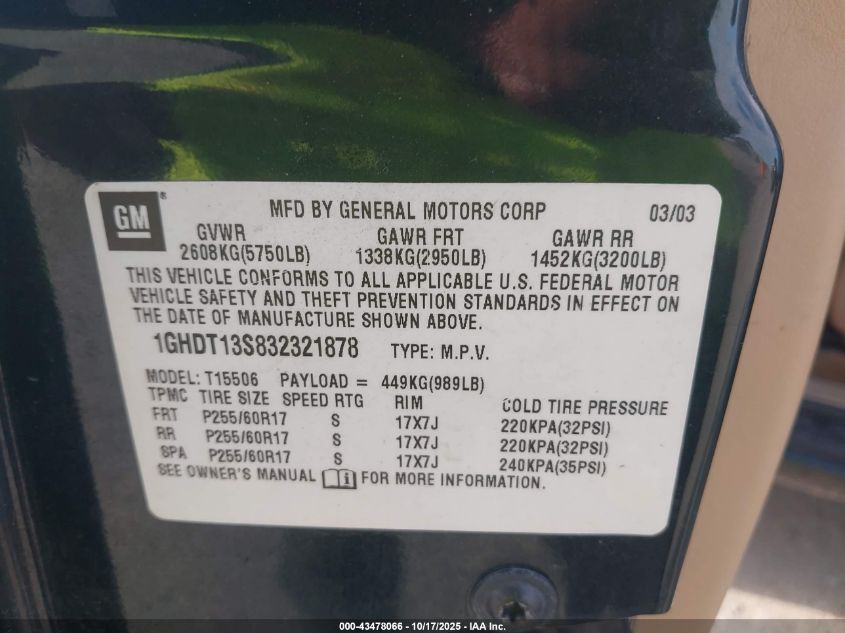 GM®
MFD BY GENERAL MOTORS CORP 03/03
GVWR GAWR FRT GAWR RR
2608KG(5750LB) 1338KG(2950LB) 1452KG(3200LB)
THIS VEHICLE CONFORMS TO ALL APPLICABLE U.S. FEDERAL MOTOR
VEHICLE SAFETY AND THEFT PREVENTION STANDARDS IN EFFECT ON
THE DATE OF MANUFACTURE SHOWN ABOVE.
1GHDT13S832321878 TYPE: M.P.V.
MODEL: T15506 PAYLOAD = 449KG(989LB)
TPMC TIRE SIZE SPEED RTG RIM COLD TIRE PRESSURE
FRT P255/60R17 S 17X7J 220KPA(32PSI)
RR P255/60R17 S 17X7J 220KPA(32PSI)
SPA P255/60R17 S 17X7J 240KPA(35PSI)
SEE OWNER'S MANUAL i FOR MORE INFORMATION.
000-43478066 - 10/17/2025 - IAA Inc.